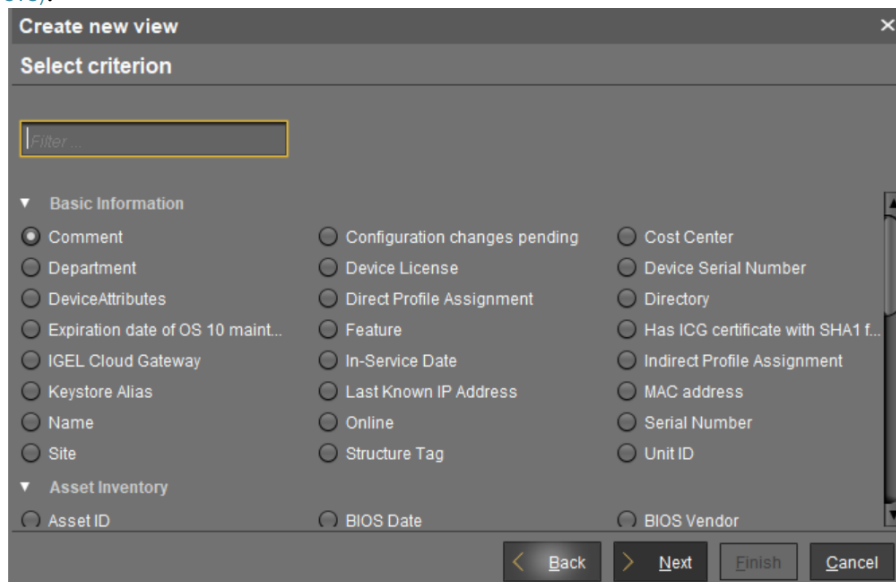 Create new view
Select criterion
Filter ...
Basic Information
Comment Configuration changes pending Cost Center
Department Device License Device Serial Number
DeviceAttributes Direct Profile Assignment Directory
Expiration date of OS 10 maint... Feature Has ICG certificate with SHA1 f...
IGEL Cloud Gateway In-Service Date Indirect Profile Assignment
Keystore Alias Last Known IP Address MAC address
Name Online Serial Number
Site Structure Tag Unit ID
Asset Inventory
Asset ID BIOS Date BIOS Vendor
Back Next Finish Cancel